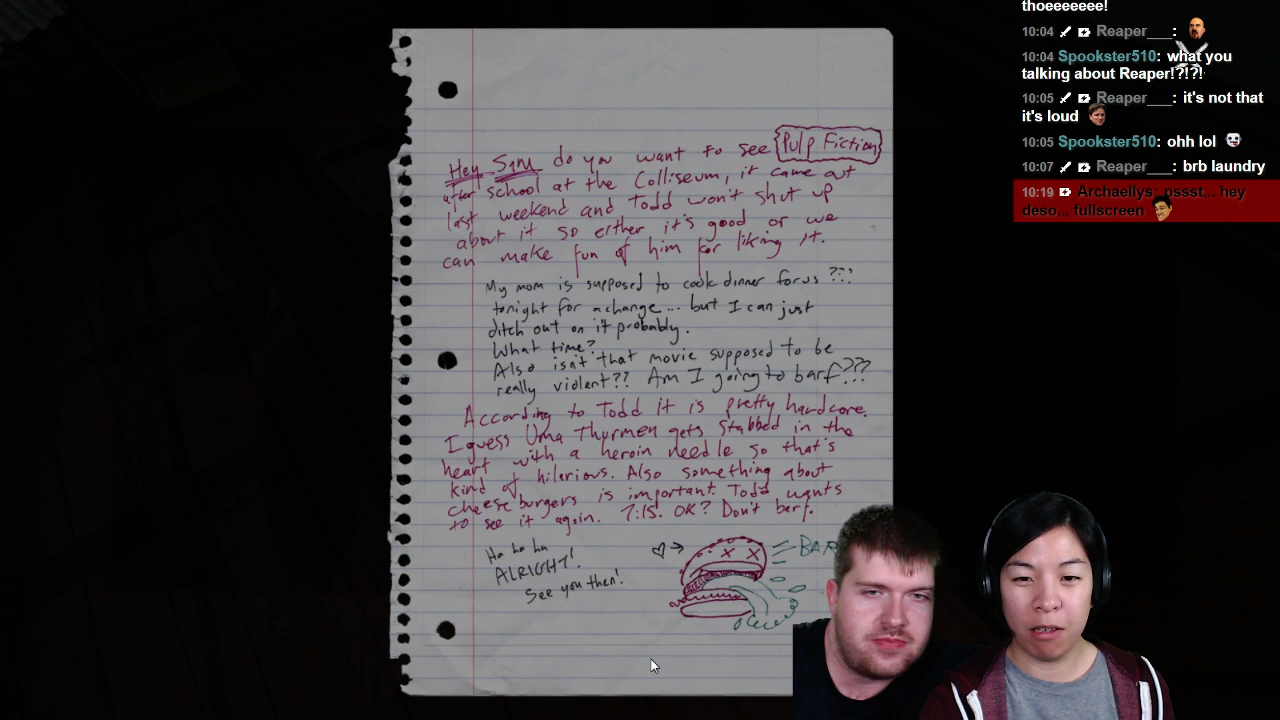 Hey Sam do you want to see Pulp Fiction
after school at the Colliseum, it came out
last weekend and Todd won't shut up
about it so either it's good or we
can make fun of him for liking it.
My mom is supposed to cook dinner for us ???
tonight for a change... but I can just
ditch out on it probably.
What time?
Also isn't that movie supposed to be
really violent?? Am I going to barf???
According to Todd it is pretty hardcore.
I guess Uma Thurmen gets stabbed in the
heart with a heroin needle so that's
kind of hilerious. Also something about
cheeseburgers is important. Todd wants
to see it again. 7:15. OK? Don't barf.
Ha ha ha
ALRIGHT!
See you then!
BAR
thoeeeeeee!
10:04 Reaper___:
10:04 Spookster510: what you
talking about Reaper!?!?!
10:05 Reaper___: it's not that
it's loud
10:05 Spookster510: ohh lol
10:07 Reaper___: brb laundry
10:19 Archaellys: pssst... hey
deso... fullscreen